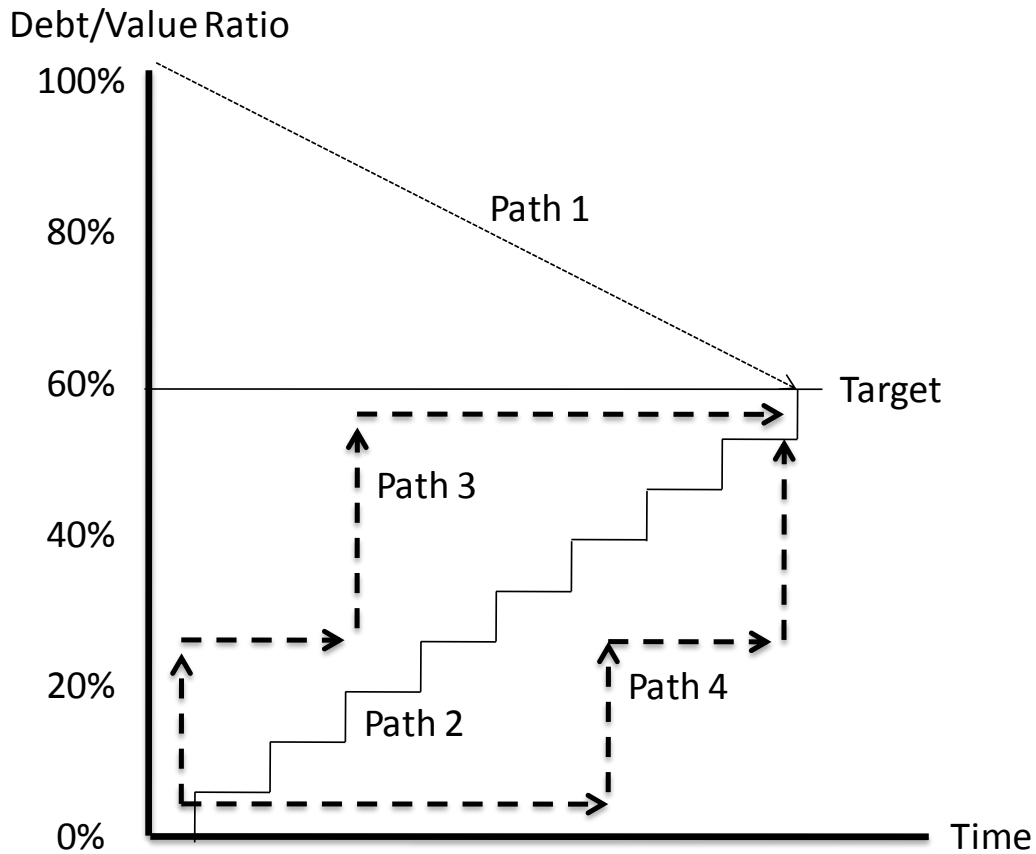 Debt/Value Ratio
100%
Path 1
80%
60%
Target
Path 3
40%
20%
Path 4
Path 2
0%
Time